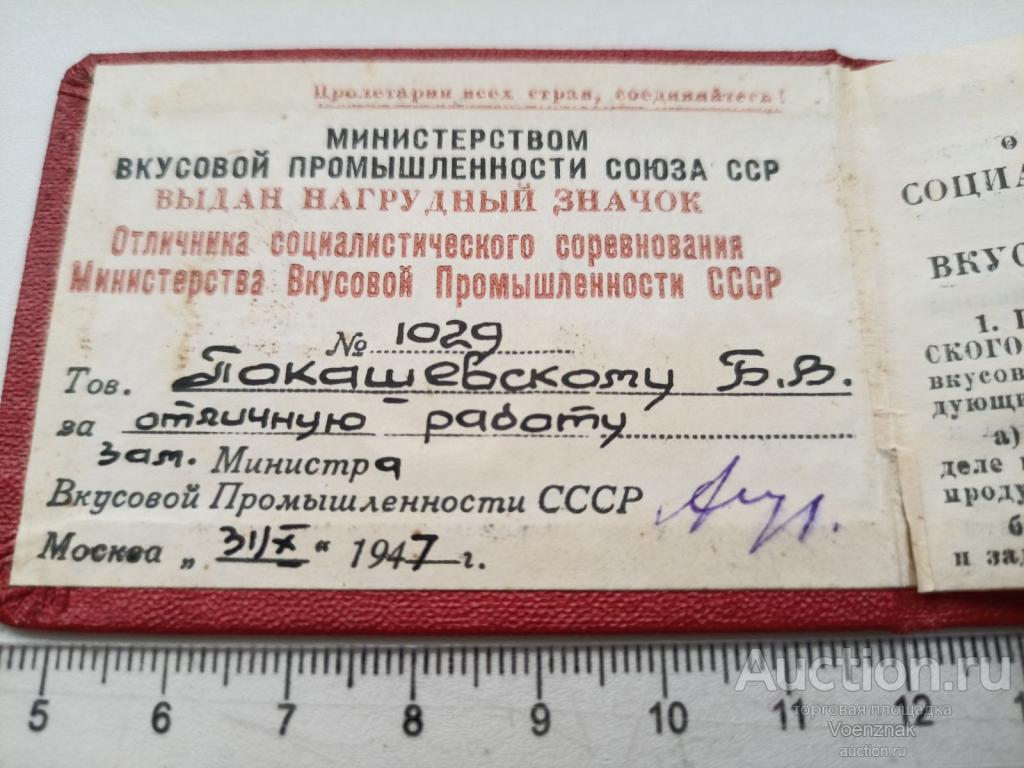 Пролетарии всех стран, соединяйтесь!
МИНИСТЕРСТВОМ
ВКУСОВОЙ ПРОМЫШЛЕННОСТИ СОЮЗА ССР
ВЫДАН НАГРУДНЫЙ ЗНАЧОК
Отличника социалистического соревнования
Министерства Вкусовой Промышленности СССР
№ 1029
Тов. Покашевскому Б.В.
за отличную работу
Зам. Министра
Вкусовой Промышленности СССР
Москва „31/X“ 1947 г.
СОЦИА
ВКУС
1.
СКОГО
вкусов
дующи
а)
деле
проду
б
и зад
5 6 7 8 9 10 11 12
Auction.ru
торговая площадка
Voenznak
auction.ru